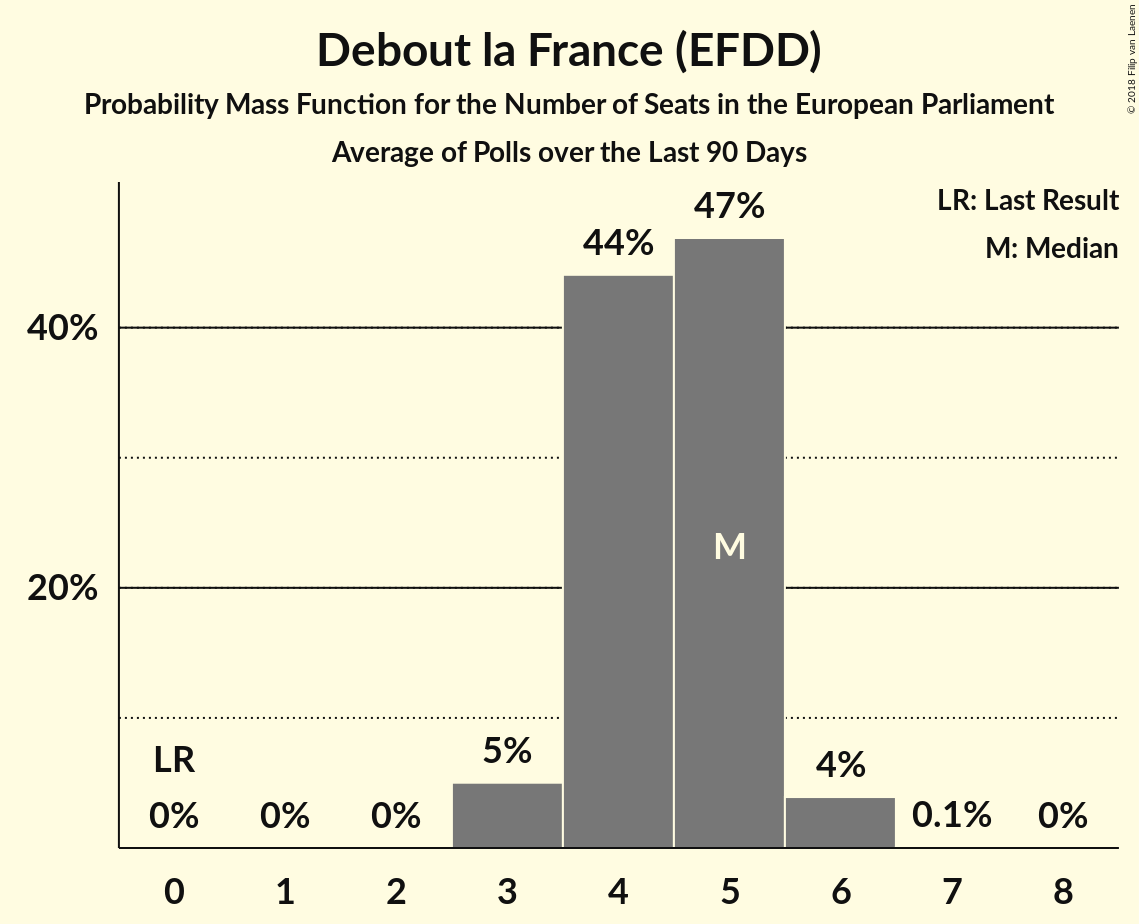 Debout la France (EFDD)
Probability Mass Function for the Number of Seats in the European Parliament
Average of Polls over the Last 90 Days
© 2018 Filip van Laenen
LR: Last Result
M: Median
47%
44%
40%
M
20%
LR
5%
4%
0% 0% 0% 0.1% 0%
0 1 2 3 4 5 6 7 8